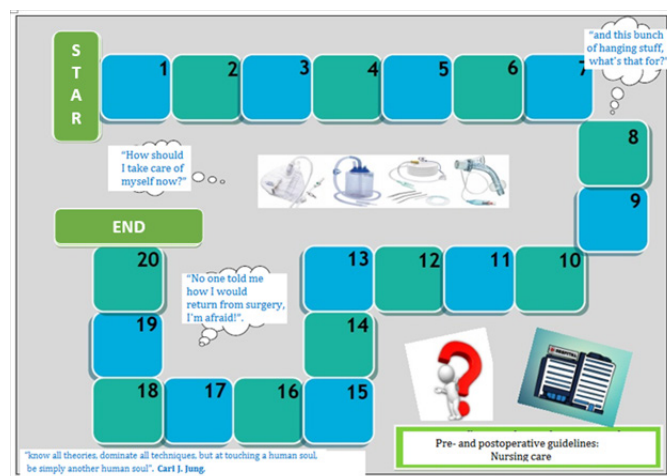 STAR
1 2 3 4 5 6 7
"and this bunch
of hanging stuff,
what's that for?"
8
"How should
I take care of
myself now?"
9
END
20
13 12 11 10
"No one told me
how I would
return from surgery,
I'm afraid!".
19
14
18 17 16 15
Pre- and postoperative guidelines:
Nursing care
"know all theories, dominate all techniques, but at touching a human soul,
be simply another human soul". Carl J. Jung.